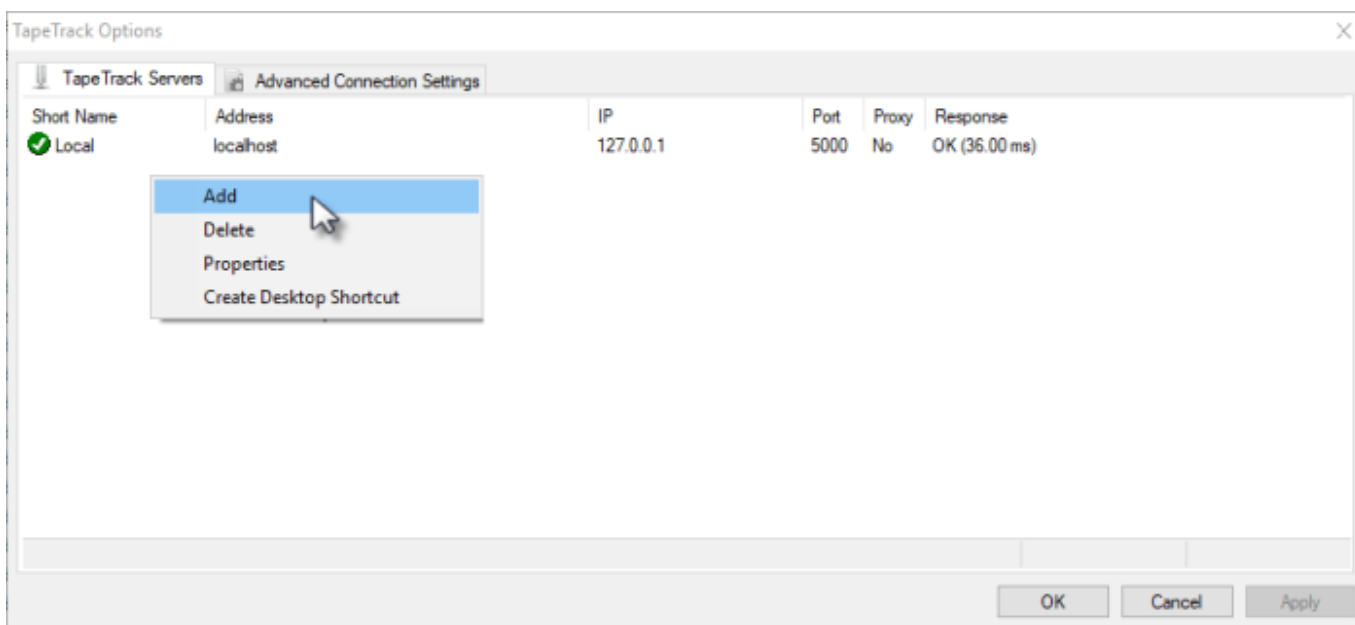 TapeTrack Options
TapeTrack Servers Advanced Connection Settings
Short Name Address IP Port Proxy Response
Local localhost 127.0.0.1 5000 No OK (36.00 ms)
Add
Delete
Properties
Create Desktop Shortcut
OK Cancel Apply